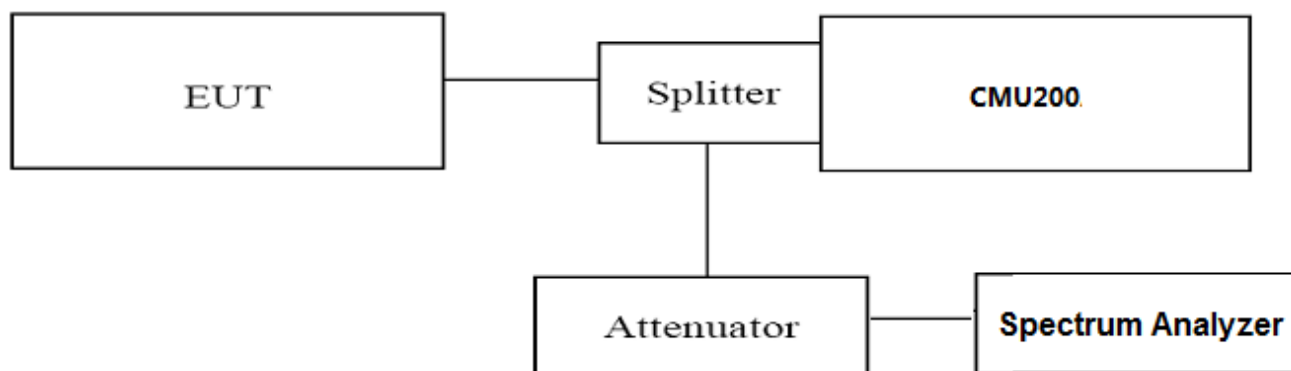 EUT
Splitter
CMU200.
Attenuator
Spectrum Analyzer